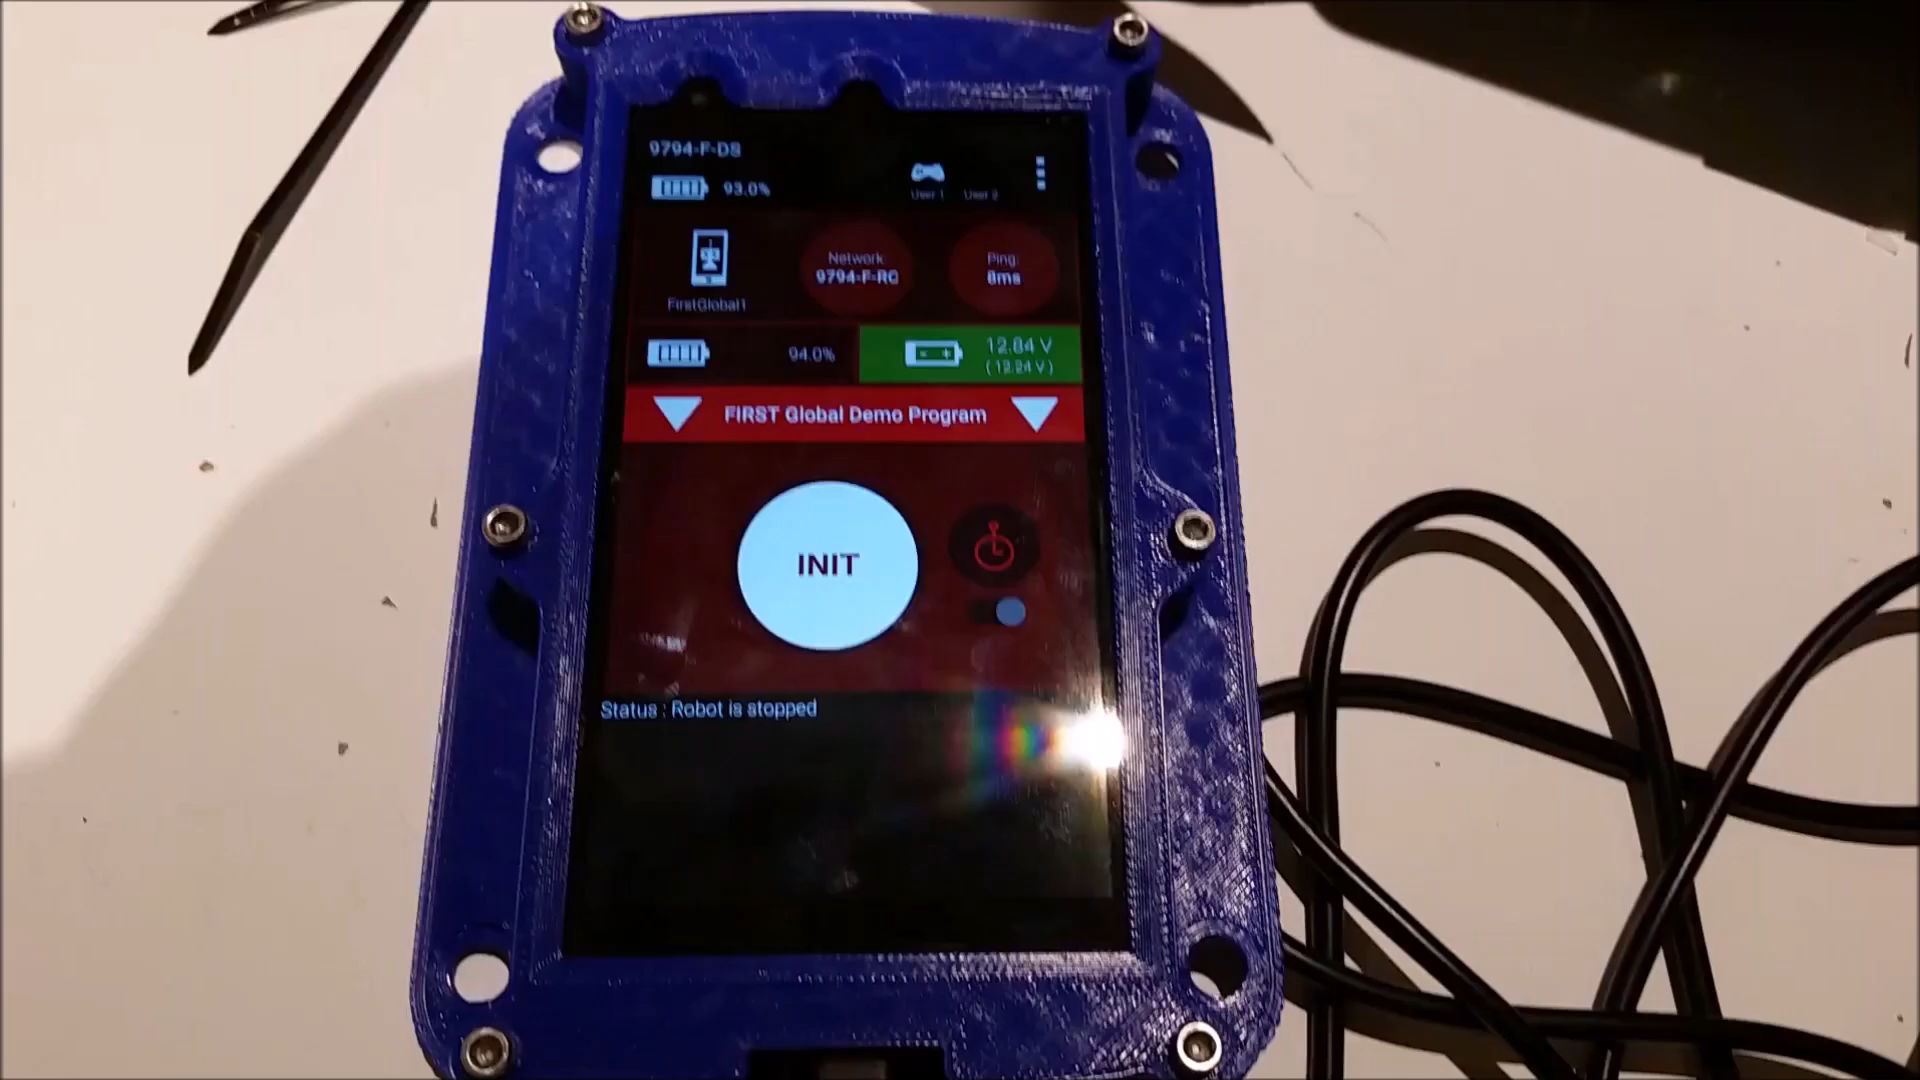 9794-F-DS
93.0%
User 1 User 2
FirstGlobal1
Network:
9794-F-RC
Ping:
8ms
94.0%
12.84 V
( 12.24 V )
FIRST Global Demo Program
INIT
Status : Robot is stopped